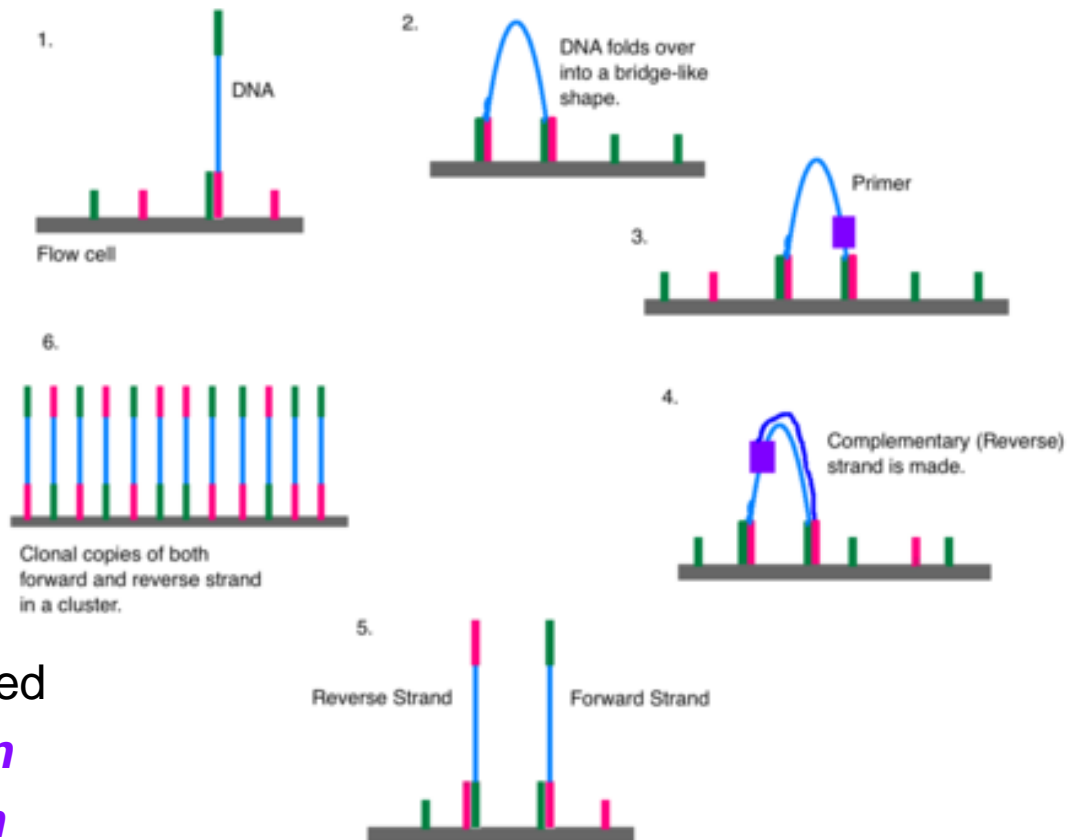 1.
DNA
Flow cell
2.
DNA folds over
into a bridge-like
shape.
3.
Primer
4.
Complementary (Reverse)
strand is made.
5.
Reverse Strand
Forward Strand
6.
Clonal copies of both
forward and reverse strand
in a cluster.
ed
n